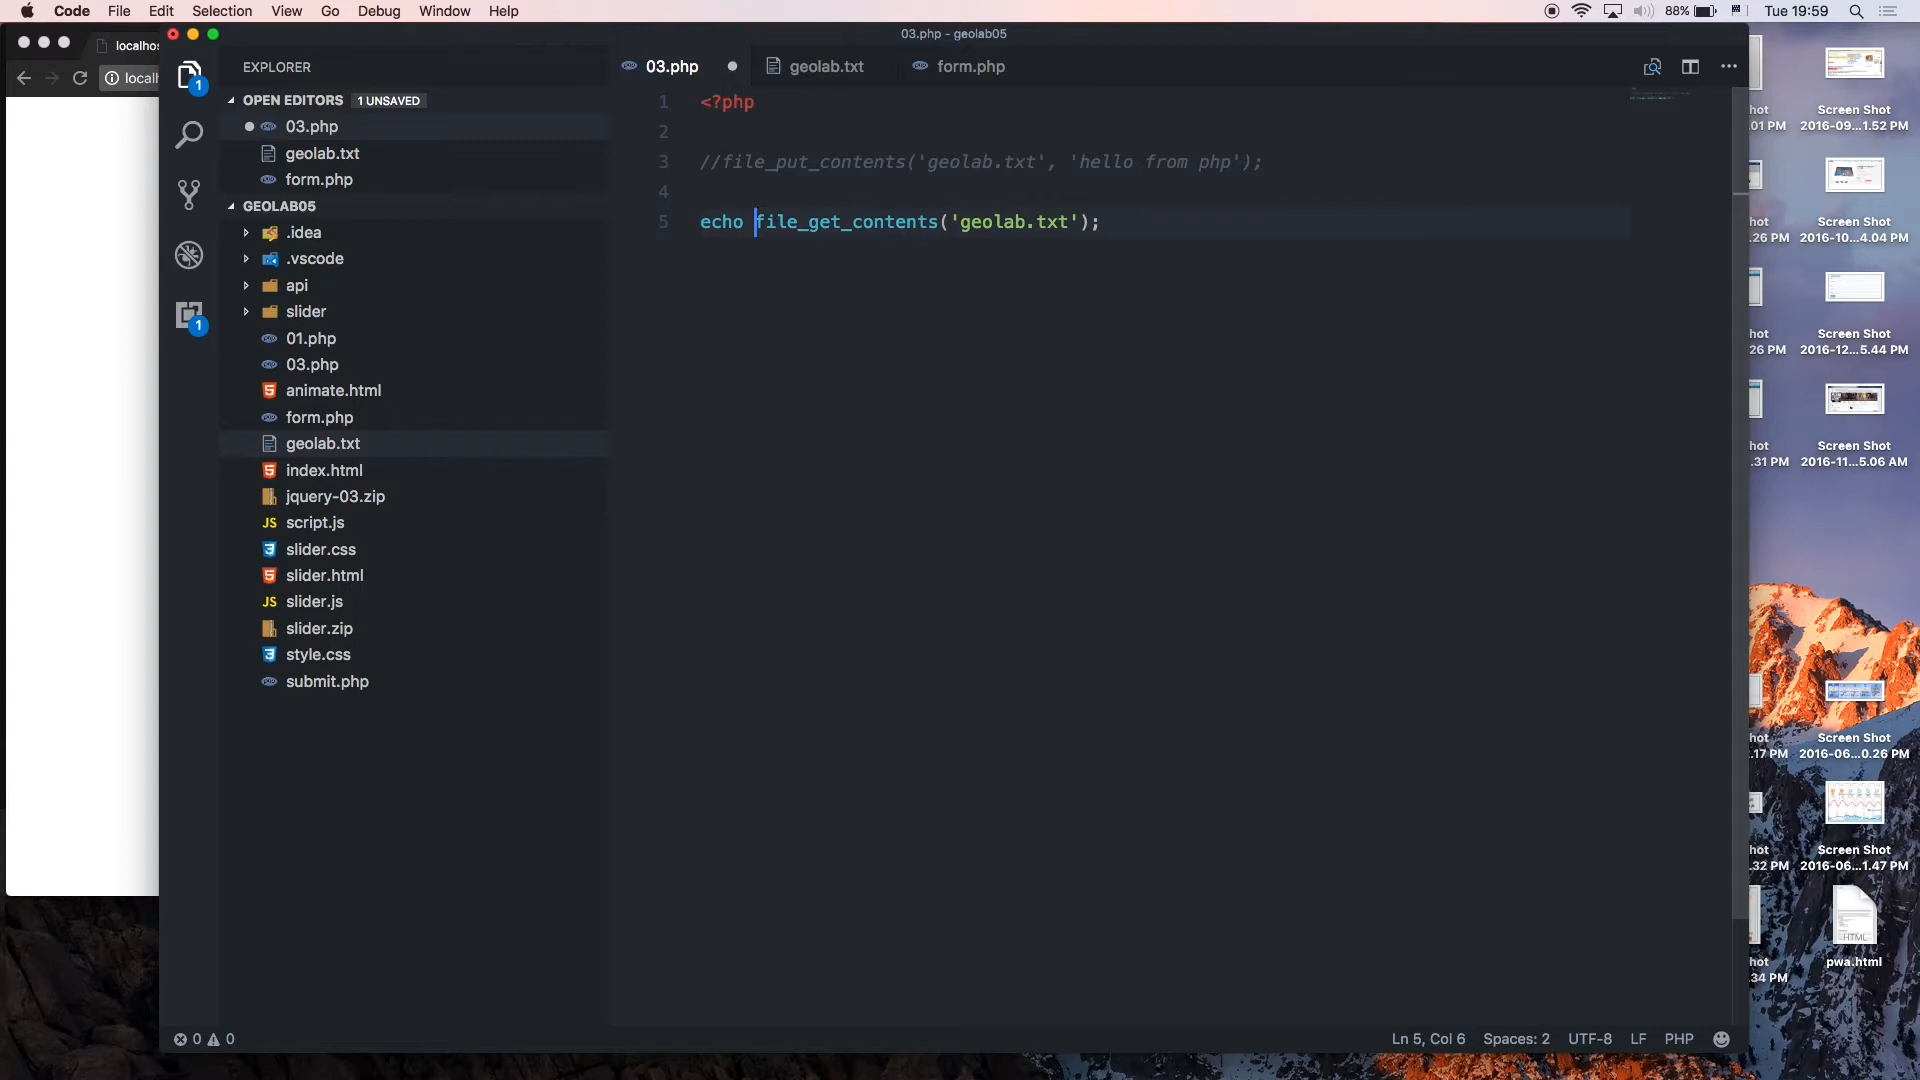 Code File Edit Selection View Go Debug Window Help
88% Tue 19:59
03.php - geolab05
localhos
locall
EXPLORER
OPEN EDITORS 1 UNSAVED
03.php
geolab.txt
form.php
GEOLAB05
.idea
.vscode
api
slider
01.php
03.php
animate.html
form.php
geolab.txt
index.html
jquery-03.zip
script.js
slider.css
slider.html
slider.js
slider.zip
style.css
submit.php
1
1
03.php geolab.txt form.php
1 <?php
2
3 //file_put_contents('geolab.txt', 'hello from php');
4
5 echo file_get_contents('geolab.txt');
0 0
Ln 5, Col 6 Spaces: 2 UTF-8 LF PHP
hot
.01 PM
Screen Shot
2016-09...1.52 PM
hot
.26 PM
Screen Shot
2016-10...4.04 PM
hot
26 PM
Screen Shot
2016-12...5.44 PM
hot
.31 PM
Screen Shot
2016-11...5.06 AM
hot
.17 PM
Screen Shot
2016-06...0.26 PM
hot
.32 PM
Screen Shot
2016-06...1.47 PM
hot
.34 PM
HTML
pwa.html